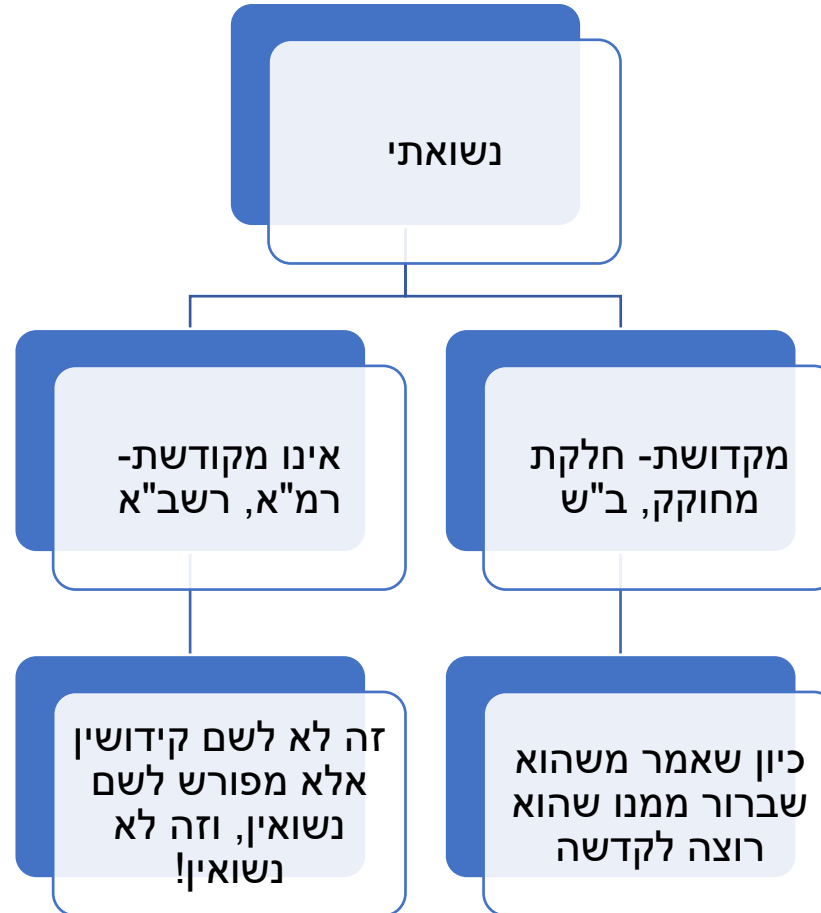 נשואתי
מקדושת- חלקת
מחוקק, ב"ש
אינו מקודשת-
רמ"א, רשב"א
כיון שאמר משהוא
שברור ממנו שהוא
רוצה לקדשה
זה לא לשם קידושין
אלא מפורש לשם
נשואין, וזה לא
נשואין!